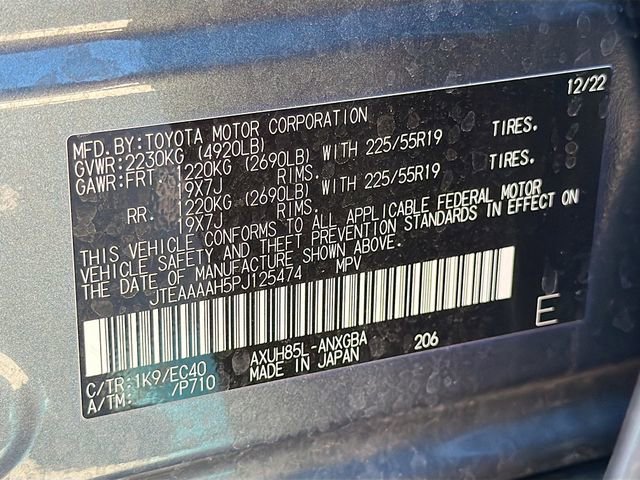 12/22
MFD.BY:TOYOTA MOTOR CORPORATION
GVWR:2230KG (4920LB)
GAWR:FRT 1220KG (2690LB) WITH 225/55R19 TIRES.
19X7J RIMS.
RR. 1220KG (2690LB) WITH 225/55R19 TIRES.
19X7J RIMS.
THIS VEHICLE CONFORMS TO ALL APPLICABLE FEDERAL MOTOR
VEHICLE SAFETY AND THEFT PREVENTION STANDARDS IN EFFECT ON
THE DATE OF MANUFACTURE SHOWN ABOVE.
JTEAAAAH5PJ125474 MPV
E
C/TR:1K9/EC40 AXUH85L-ANXGBA 206
A/TM: /P710 MADE IN JAPAN